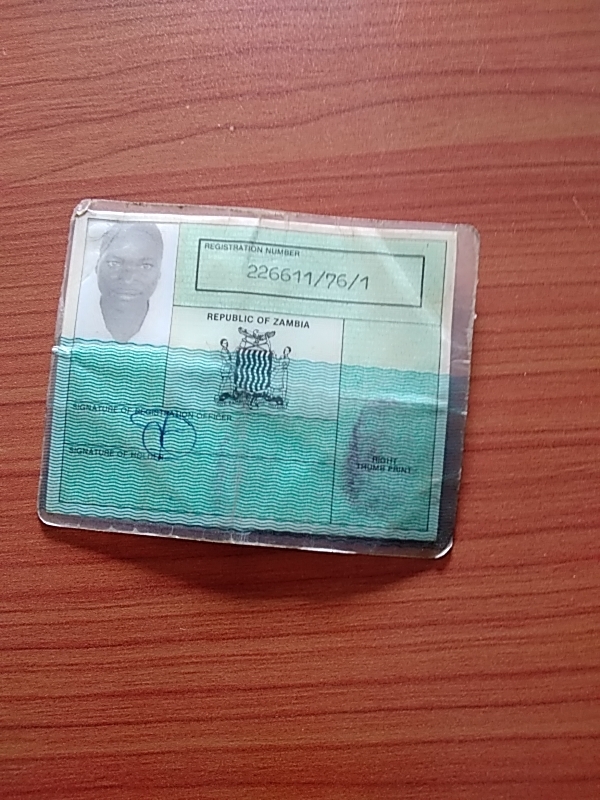 REGISTRATION NUMBER
226611/76/1
REPUBLIC OF ZAMBIA
SIGNATURE OF REGISTRATION OFFICER
SIGNATURE OF HOLDER
RIGHT
THUMB PRINT